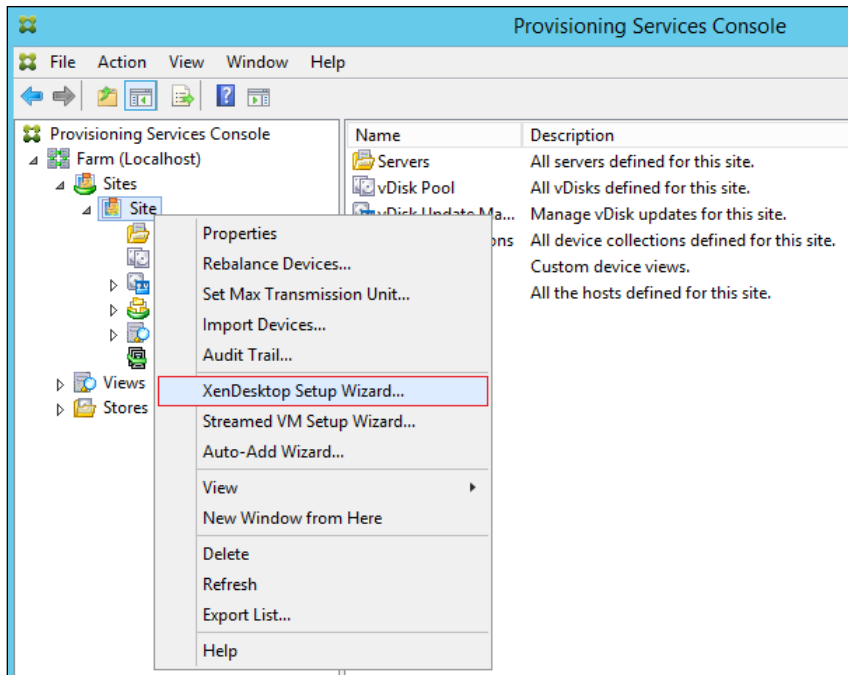 Provisioning Services Console
File Action View Window Help
Provisioning Services Console
Farm (Localhost)
Sites
Site
Views
Stores
Name Description
Servers All servers defined for this site.
vDisk Pool All vDisks defined for this site.
vDisk Update Ma... Manage vDisk updates for this site.
ons All device collections defined for this site.
Custom device views.
All the hosts defined for this site.
Properties
Rebalance Devices...
Set Max Transmission Unit...
Import Devices...
Audit Trail...
XenDesktop Setup Wizard...
Streamed VM Setup Wizard...
Auto-Add Wizard...
View
New Window from Here
Delete
Refresh
Export List...
Help